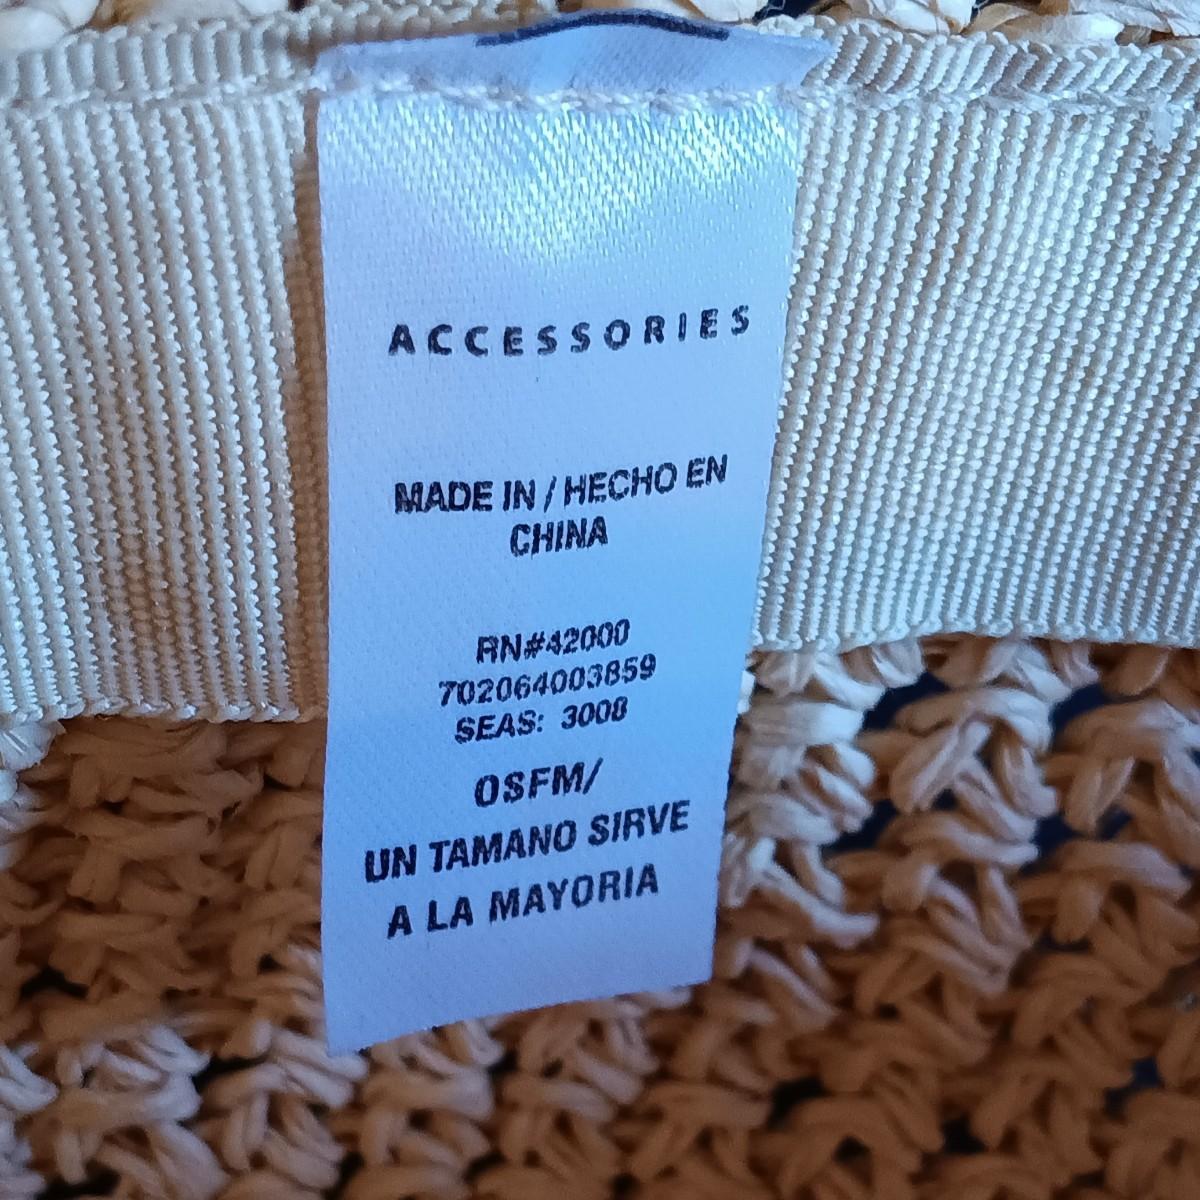 ACCESSORIES
MADE IN / HECHO EN
CHINA
RN#42000
702064003859
SEAS: 3008
OSFM/
UN TAMANO SIRVE
A LA MAYORIA